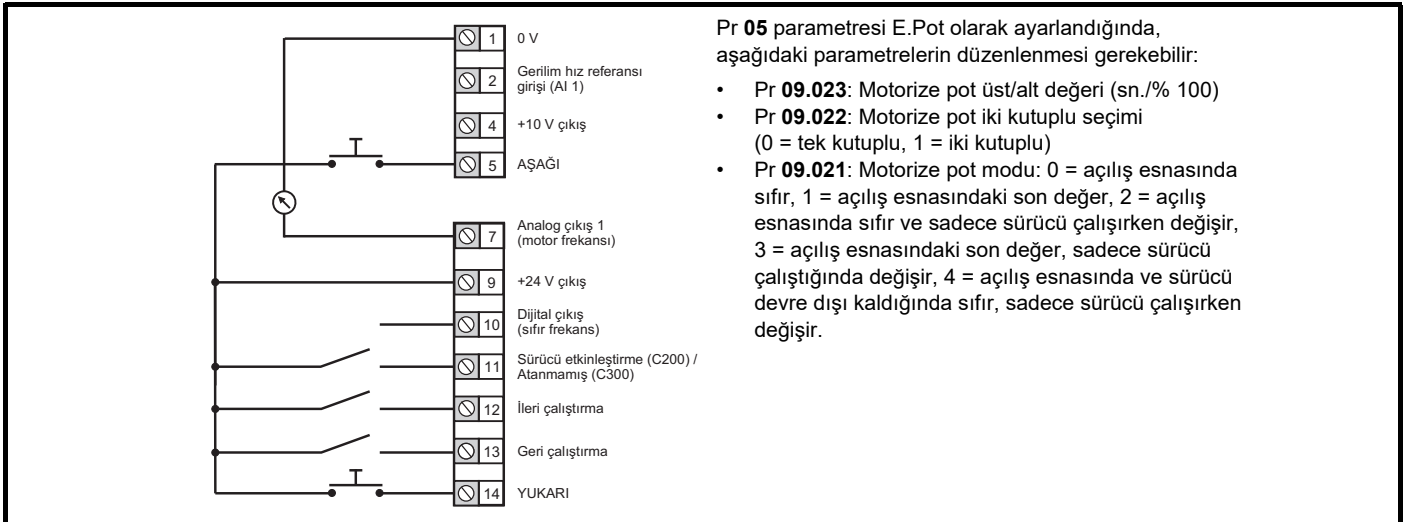 1 0 V
2 Gerilim hız referansı
girişi (AI 1)
4 +10 V çıkış
5 AŞAĞI
7 Analog çıkış 1
(motor frekansı)
9 +24 V çıkış
10 Dijital çıkış
(sıfır frekans)
11 Sürücü etkinleştirme (C200) /
Atanmamış (C300)
12 İleri çalıştırma
13 Geri çalıştırma
14 YUKARI
Pr 05 parametresi E.Pot olarak ayarlandığında,
aşağıdaki parametrelerin düzenlenmesi gerekebilir:
• Pr 09.023: Motorize pot üst/alt değeri (sn./% 100)
• Pr 09.022: Motorize pot iki kutuplu seçimi
(0 = tek kutuplu, 1 = iki kutuplu)
• Pr 09.021: Motorize pot modu: 0 = açılış esnasında
sıfır, 1 = açılış esnasındaki son değer, 2 = açılış
esnasında sıfır ve sadece sürücü çalışırken değişir,
3 = açılış esnasındaki son değer, sadece sürücü
çalıştığında değişir, 4 = açılış esnasında ve sürücü
devre dışı kaldığında sıfır, sadece sürücü çalışırken
değişir.